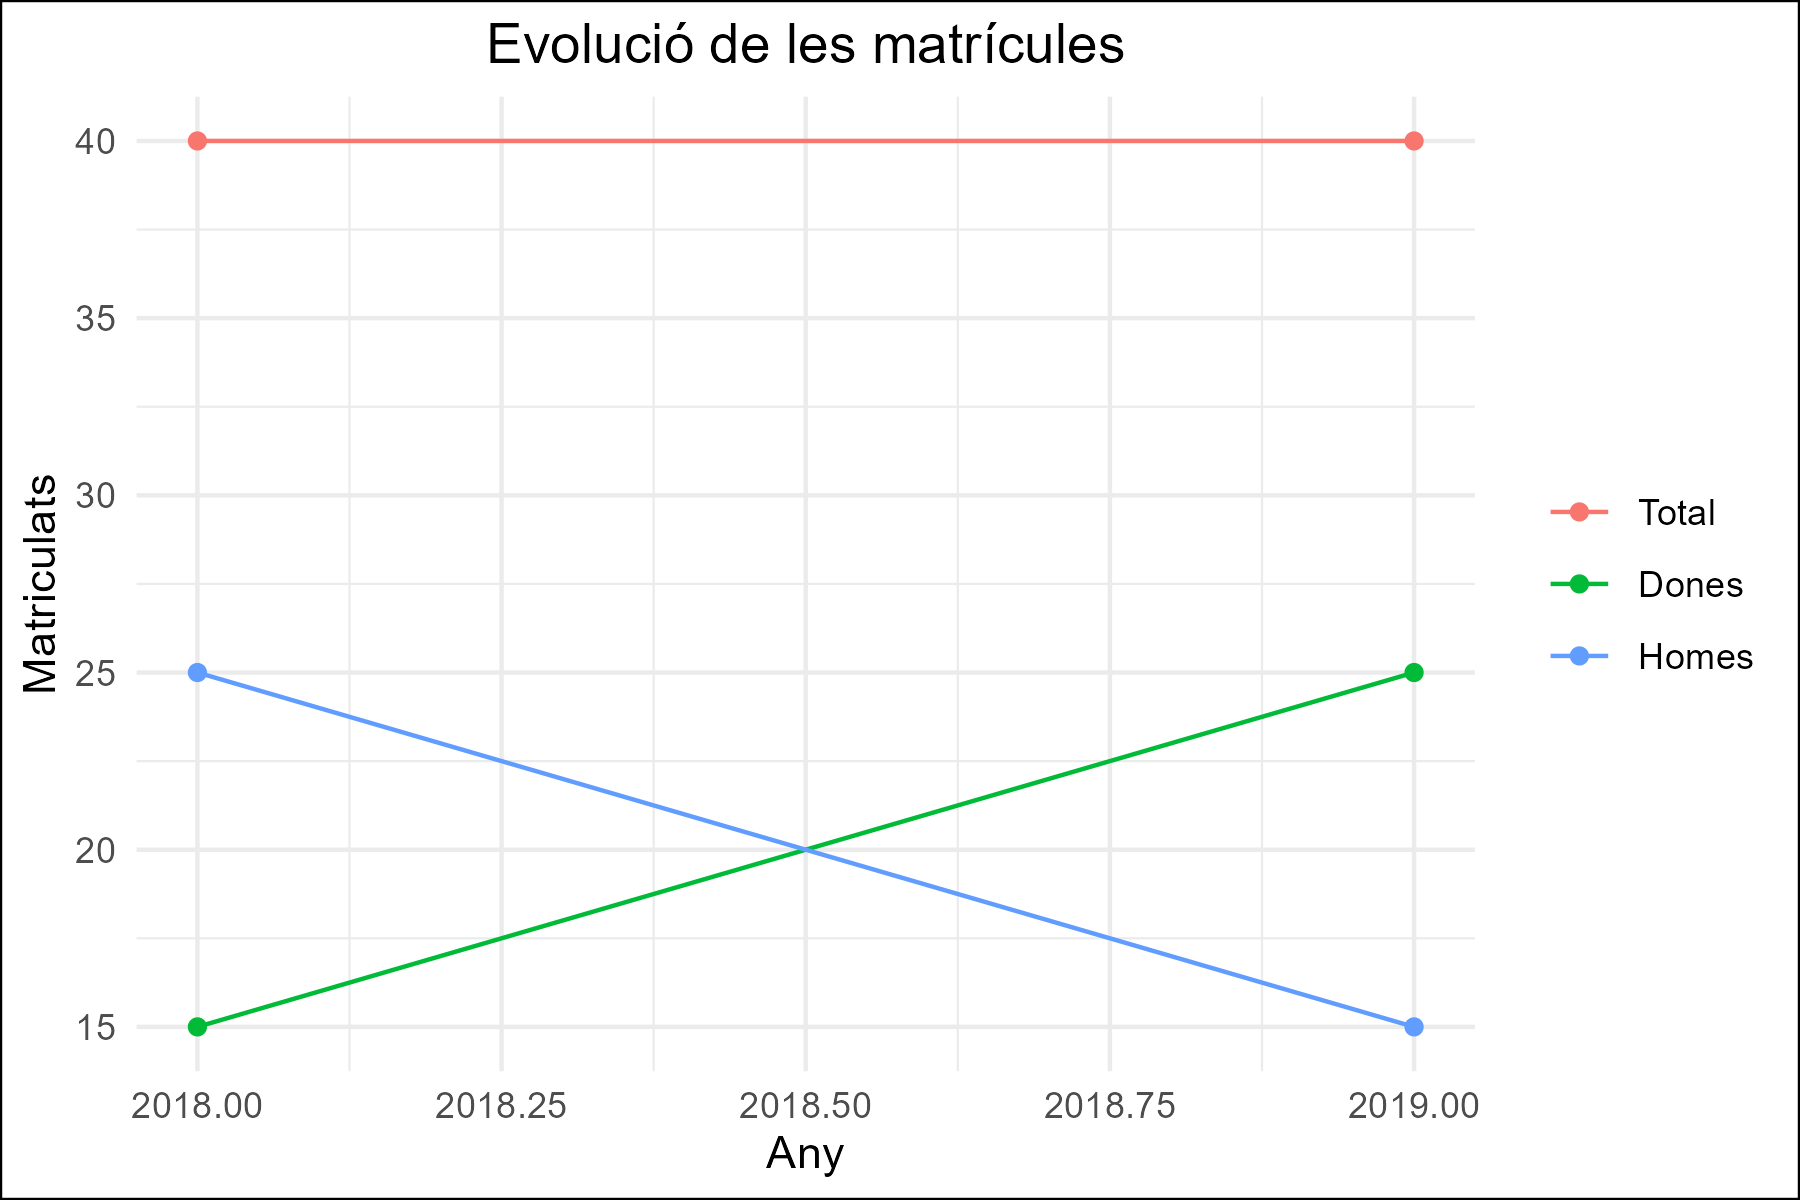 Evolució de les matrícules
Matriculats
40
35
30
25
20
15
2018.00 2018.25 2018.50 2018.75 2019.00
Any
Total
Dones
Homes